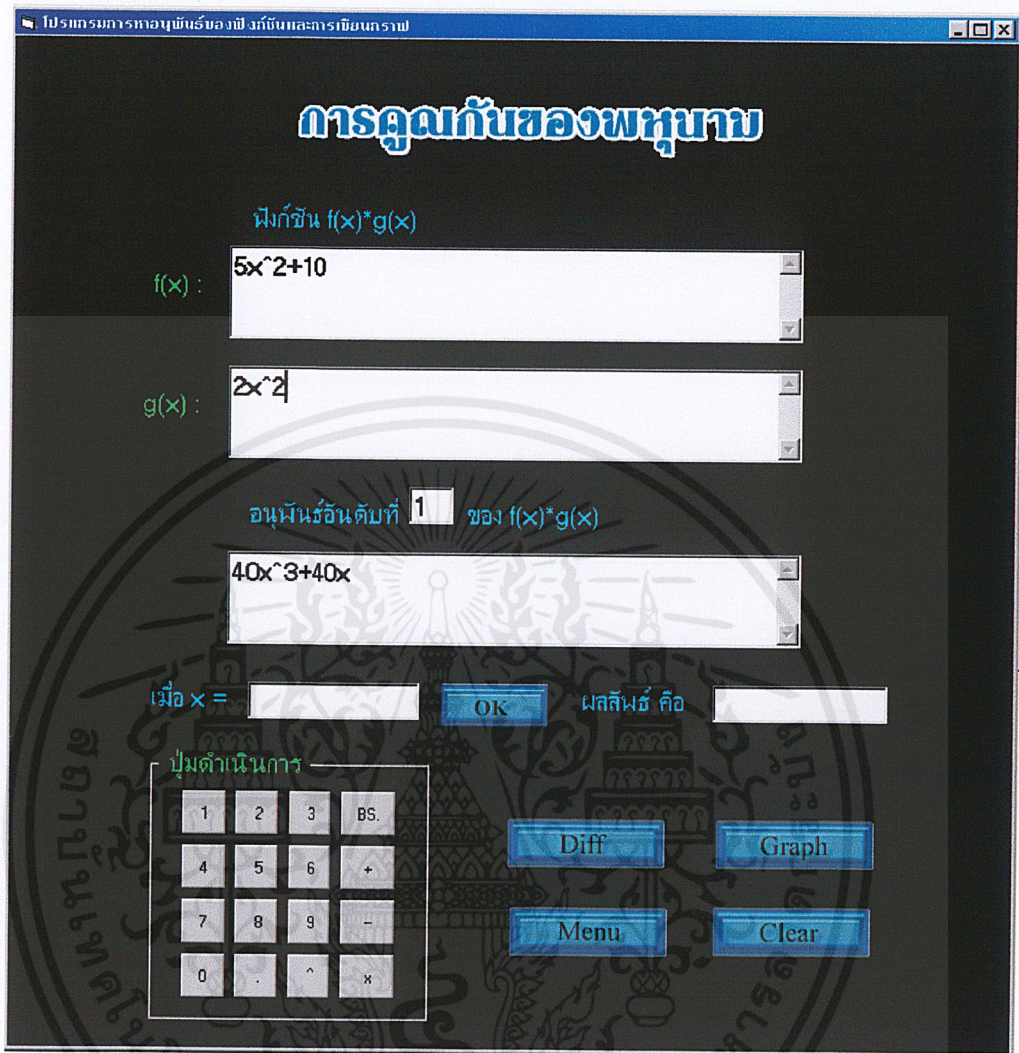 โปรแกรมการหาอนุพันธ์ของฟังก์ชันและการเขียนกราฟ
การคูณกันของพหุนาม
ฟังก์ชัน f(x)*g(x)
f(x) :
5x^2+10
g(x) :
2x^2
อนุพันธ์อันดับที่ 1 ของ f(x)*g(x)
40x^3+40x
เมื่อ x = OK ผลลัพธ์ คือ
ปุ่มดำเนินการ
1 2 3 BS.
4 5 6 +
7 8 9 -
0 . ^ x
Diff Graph
Menu Clear